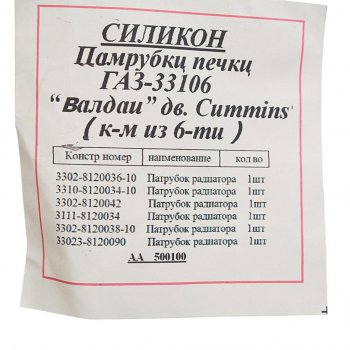 СИЛИКОН
Памрубкц печкц
ГАЗ-33106
“Валдаи” дв. Cummins
( к-м из 6-ти )
Констр номер наименование кол во
3302-8120036-10 Патрубок радиатора 1шт
3310-8120034-10 Патрубок радиатора 1шт
3302-8120042 Патрубок радиатора 1шт
3111-8120034 Патрубок радиатора 1шт
3302-8120038-10 Патрубок радиатора 1шт
33023-8120090 Патрубок радиатора 1шт
АА 500100